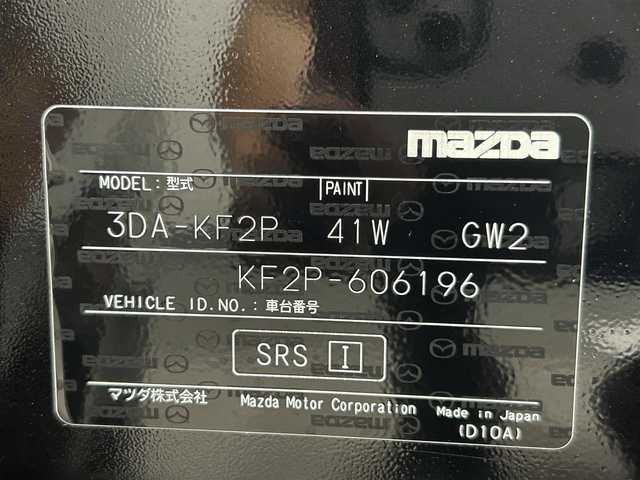 mazda
MODEL:型式 |PAINT|
3DA-KF2P 41W GW2
KF2P-606196
VEHICLE ID.NO.:車台番号
SRS I
マツダ株式会社 Mazda Motor Corporation Made in Japan
(D10A)